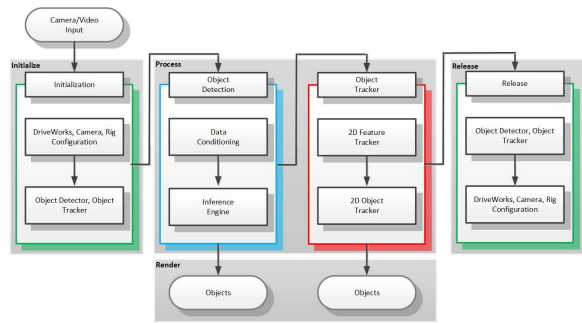 Camera/Video
Input
Initialize
Initialization
DriveWorks, Camera, Rig
Configuration
Object Detector, Object
Tracker
Process
Object
Detection
Data
Conditioning
Inference
Engine
Object
Tracker
2D Feature
Tracker
2D Object
Tracker
Release
Release
Object Detector, Object
Tracker
DriveWorks, Camera, Rig
Configuration
Render
Objects
Objects